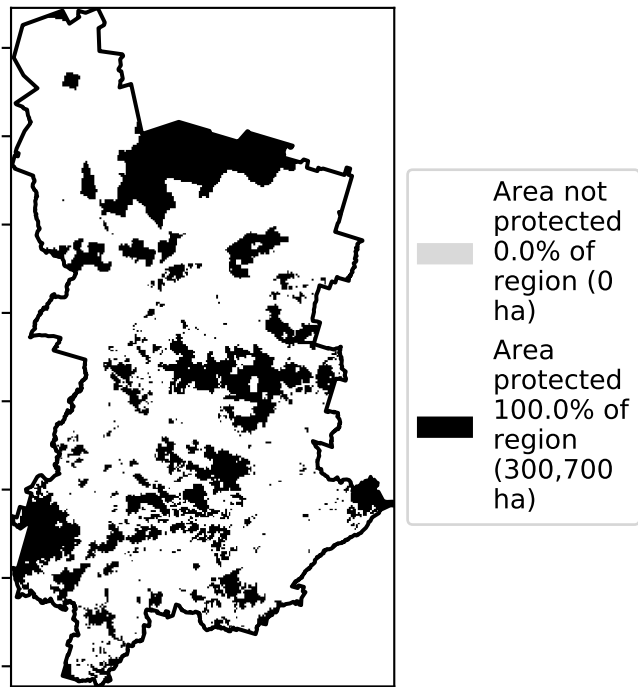 Area not
protected
0.0% of
region (0
ha)
Area
protected
100.0% of
region
(300,700
ha)